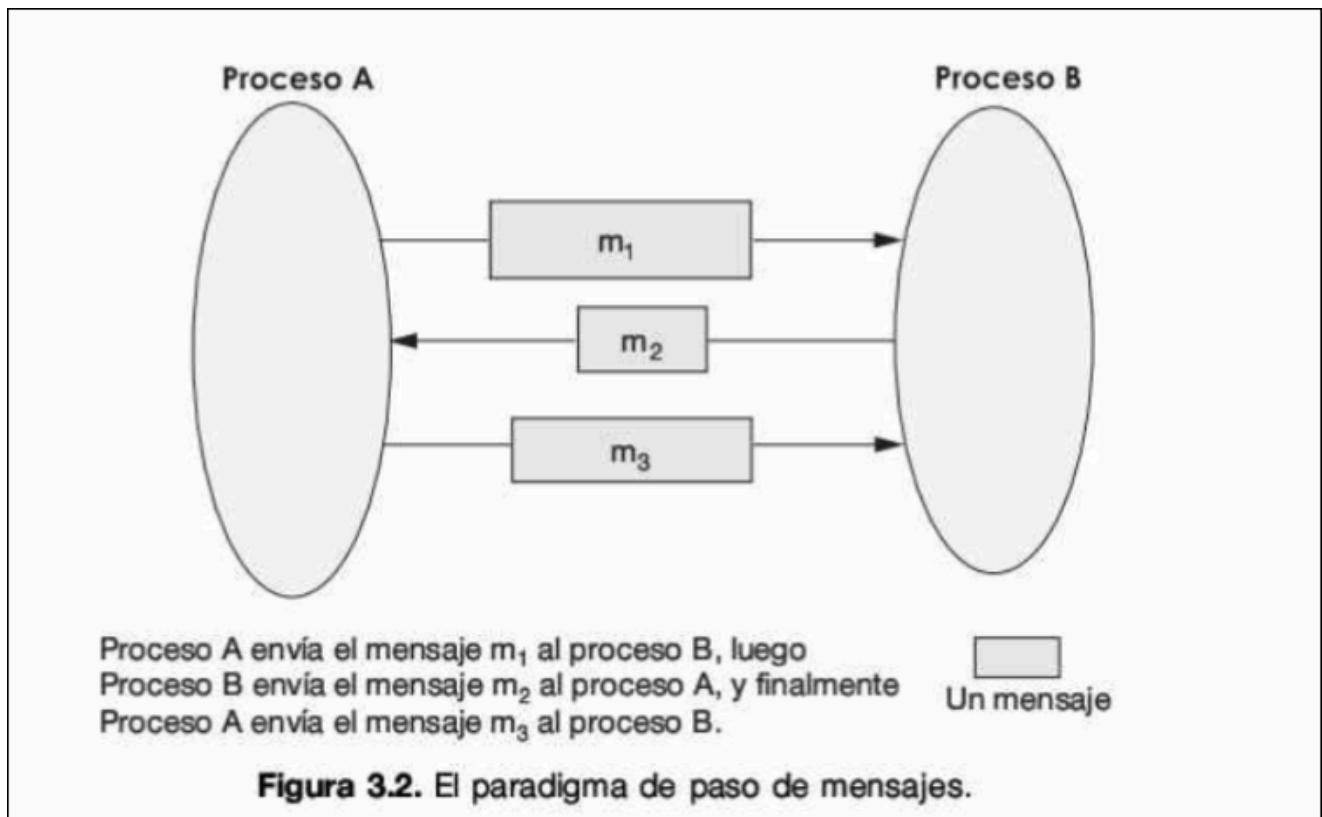 Proceso A
Proceso B
m₁
m₂
m₃
Proceso A envía el mensaje m₁ al proceso B, luego
Proceso B envía el mensaje m₂ al proceso A, y finalmente
Proceso A envía el mensaje m₃ al proceso B.
Un mensaje
Figura 3.2. El paradigma de paso de mensajes.